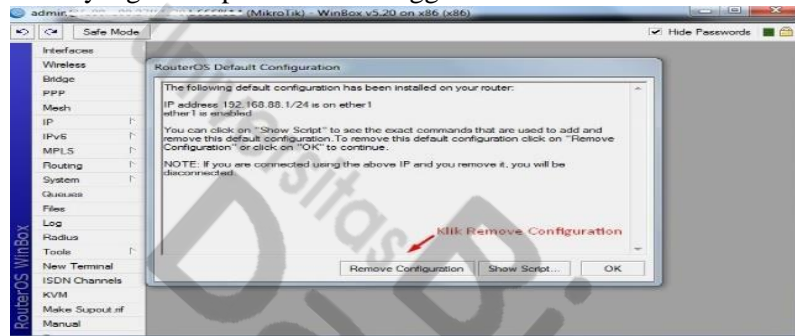 (MikroTik) - WinBox v5.20 on x86 (x86)
Safe Mode
Hide Passwords
Interfaces
Wireless
Bridge
PPP
Mesh
IP
IPv6
MPLS
Routing
System
Queues
Files
Log
Radius
Tools
New Terminal
ISDN Channels
KVM
Make Supout.rif
Manual
RouterOS WinBox
RouterOS Default Configuration
The following default configuration has been installed on your router:
IP address 192.168.88.1/24 is on ether1
ether1 is enabled
You can click on "Show Script" to see the exact commands that are used to add and
remove this default configuration.To remove this default configuration click on "Remove
Configuration" or click on "OK" to continue.
NOTE: If you are connected using the above IP and you remove it, you will be
disconnected.
Klik Remove Configuration
Remove Configuration
Show Script...
OK
Universitas